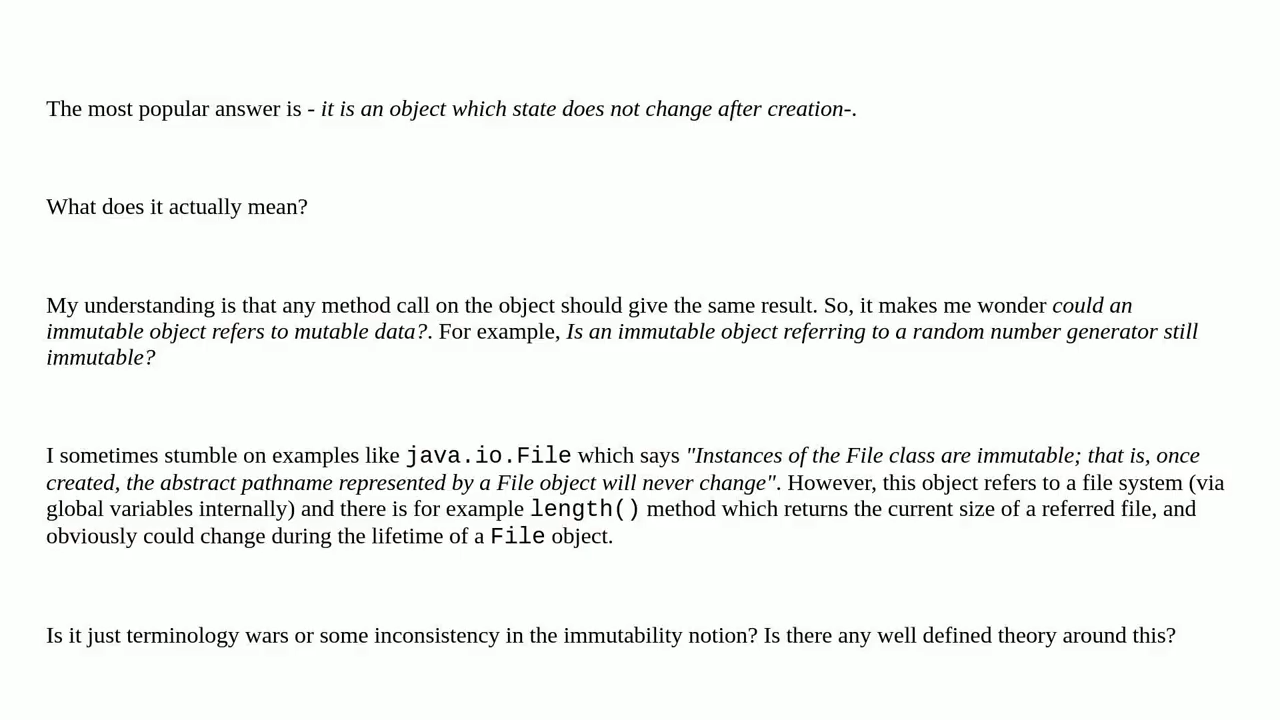 The most popular answer is - it is an object which state does not change after creation-.
What does it actually mean?
My understanding is that any method call on the object should give the same result. So, it makes me wonder could an
immutable object refers to mutable data?. For example, Is an immutable object referring to a random number generator still
immutable?
I sometimes stumble on examples like java.io.File which says "Instances of the File class are immutable; that is, once
created, the abstract pathname represented by a File object will never change". However, this object refers to a file system (via
global variables internally) and there is for example length() method which returns the current size of a referred file, and
obviously could change during the lifetime of a File object.
Is it just terminology wars or some inconsistency in the immutability notion? Is there any well defined theory around this?